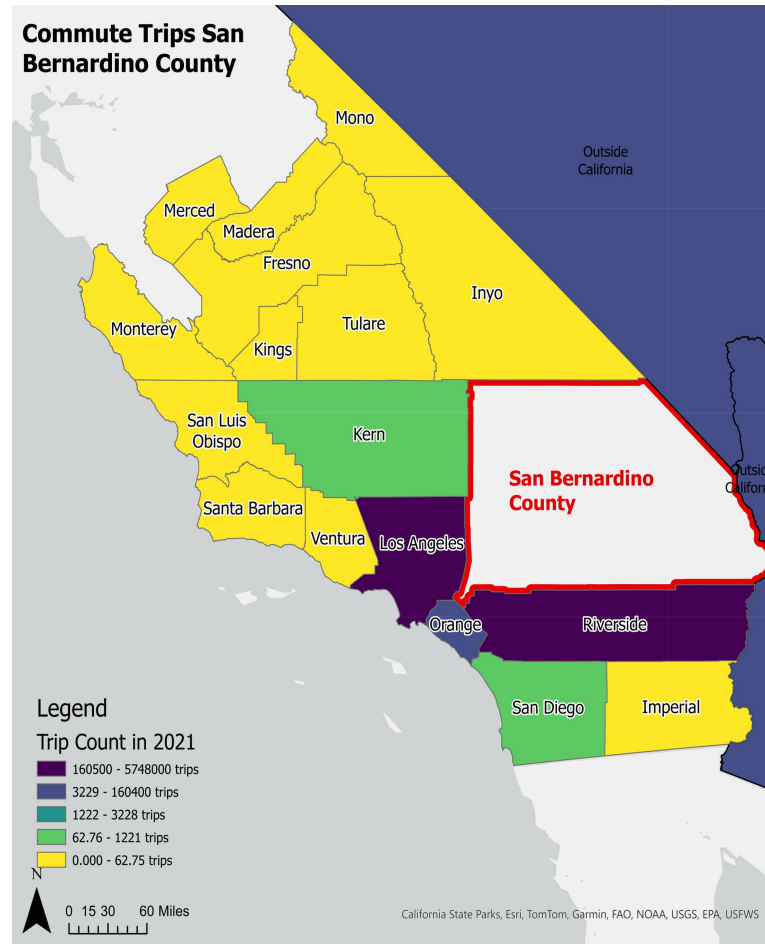 Commute Trips San
Bernardino County
Mono
Outside
California
Merced
Madera
Fresno
Inyo
Monterey
Tulare
Kings
San Luis
Obispo
Kern
Outsid
Californ
San Bernardino
County
Santa Barbara
Ventura
Los Angeles
Orange
Riverside
San Diego
Imperial
Legend
Trip Count in 2021
160500 - 5748000 trips
3229 - 160400 trips
1222 - 3228 trips
62.76 - 1221 trips
0.000 - 62.75 trips
N
0 15 30 60 Miles
California State Parks, Esri, TomTom, Garmin, FAO, NOAA, USGS, EPA, USFWS